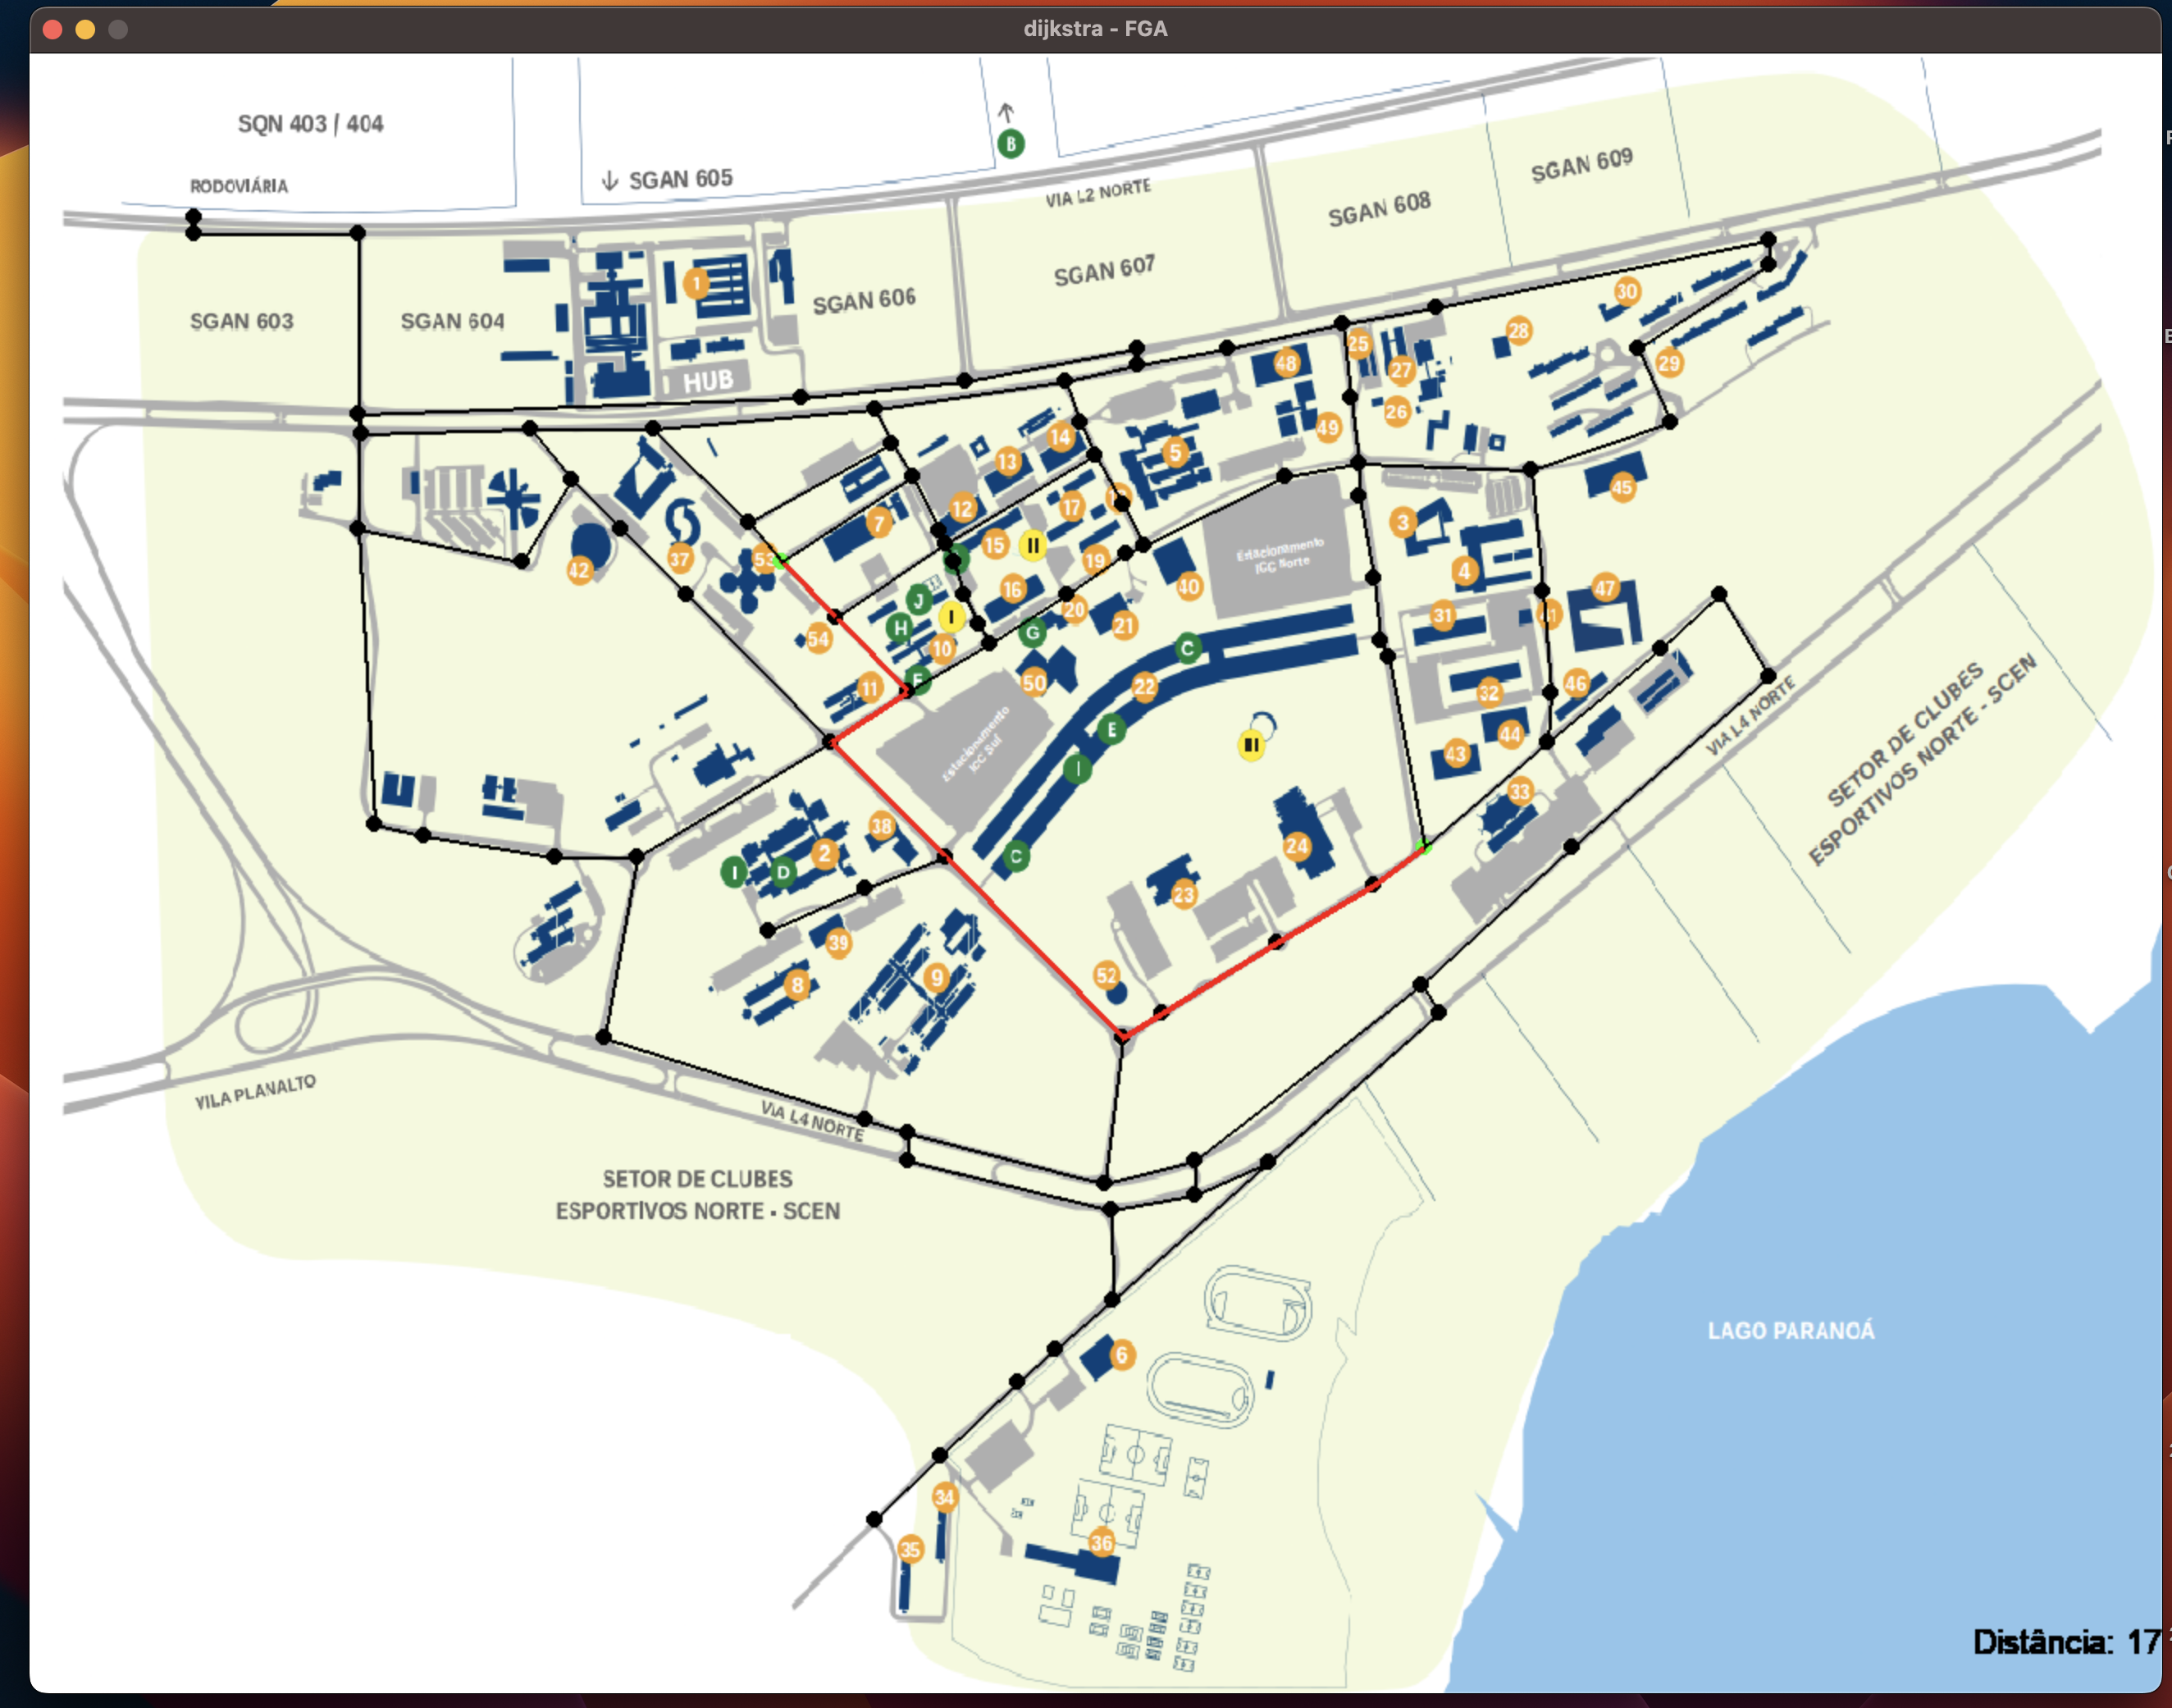 dijkstra - FGA
SQN 403 / 404
B
RODOVIÁRIA
SGAN 605
VIA L2 NORTE
SGAN 609
SGAN 608
SGAN 603
SGAN 604
1
SGAN 606
SGAN 607
30
28
HUB
48
25
27
29
26
49
14
13
5
45
12
17
7
3
42
37
53
15
II
19
Estacionamento
ICC Norte
4
40
47
J
16
I
20
31
H
G
21
54
10
C
11
F
50
22
32
46
E
II
43
44
Estacionamento
ICC Sul
I
33
VIA L4 NORTE
SETOR DE CLUBES
ESPORTIVOS NORTE - SCEN
38
2
I
D
C
24
23
39
9
8
52
VILA PLANALTO
VIA L4 NORTE
SETOR DE CLUBES
ESPORTIVOS NORTE - SCEN
LAGO PARANOÁ
6
34
35
36
Distância: 17